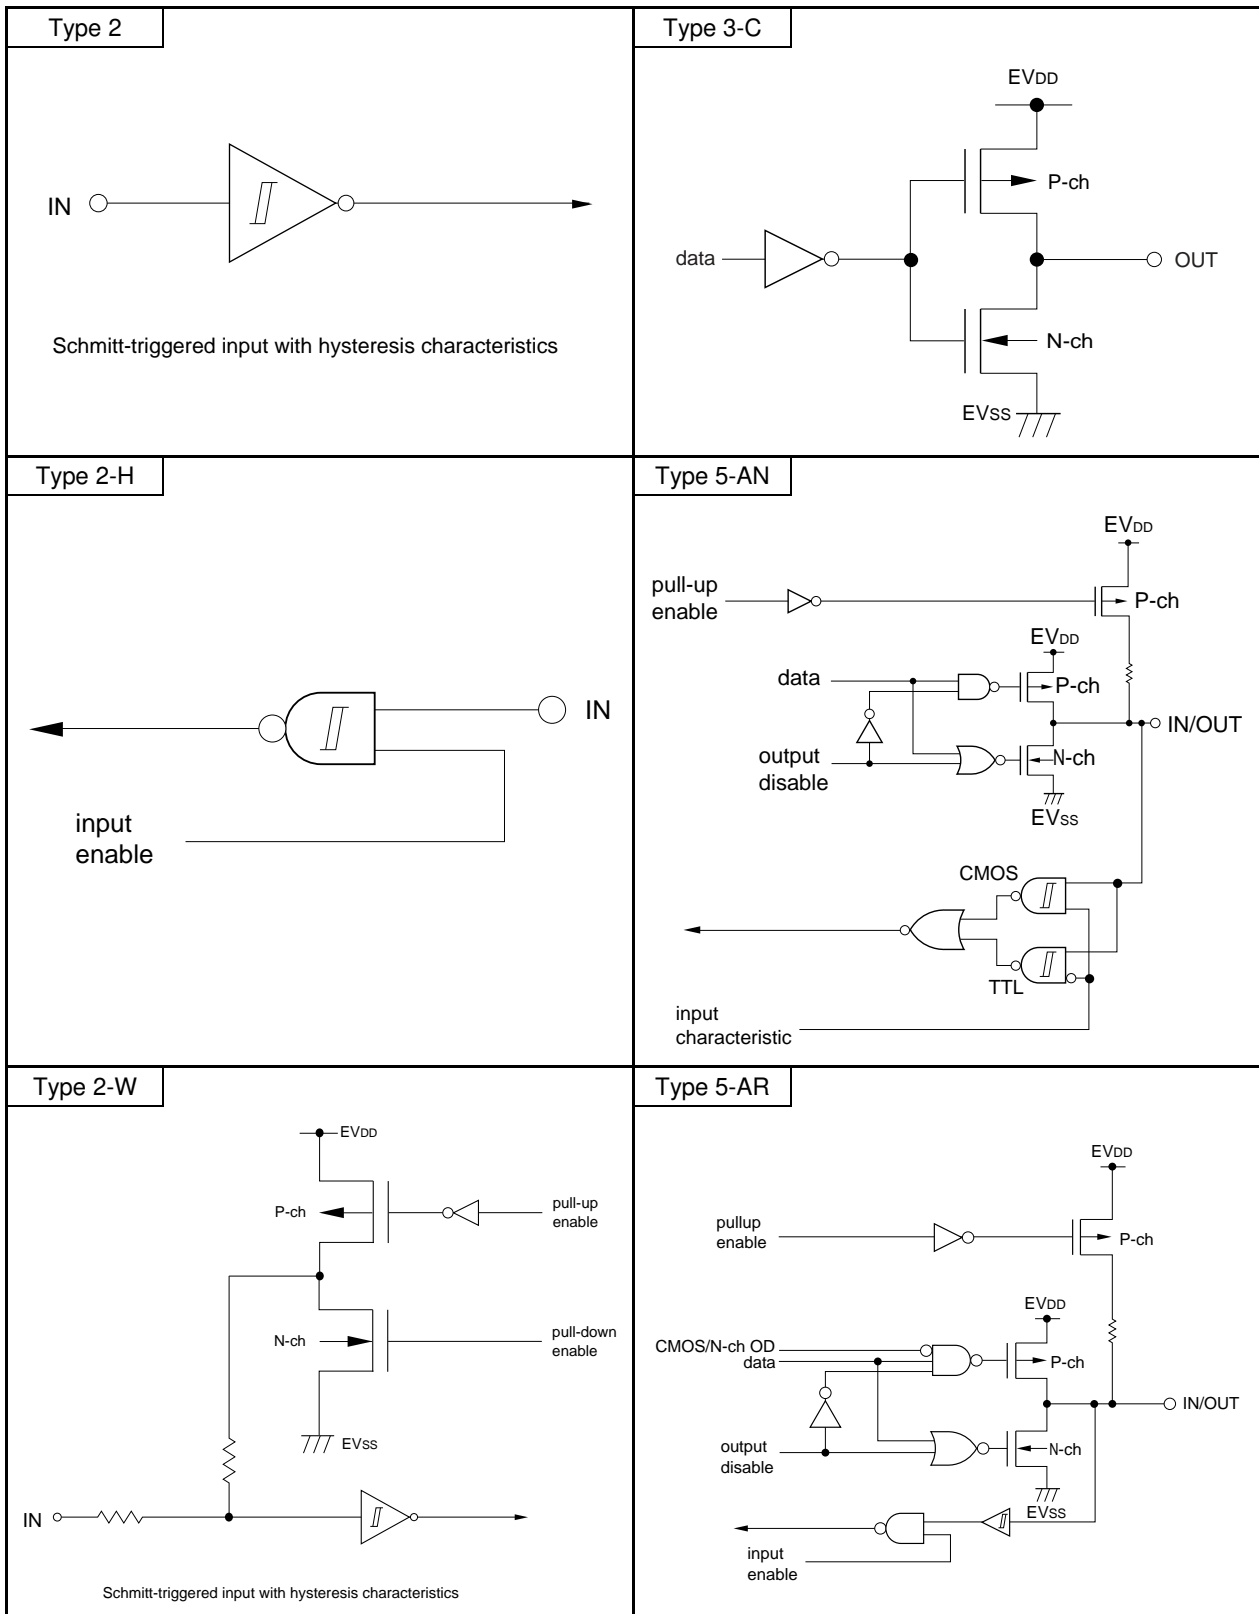 Type 2
IN
Schmitt-triggered input with hysteresis characteristics
Type 3-C
EVDD
P-ch
data
OUT
N-ch
EVSS
Type 2-H
IN
input
enable
Type 5-AN
EVDD
pull-up
enable
P-ch
EVDD
data
P-ch
IN/OUT
output
disable
N-ch
EVSS
CMOS
TTL
input
characteristic
Type 2-W
EVDD
P-ch
pull-up
enable
N-ch
pull-down
enable
EVSS
IN
Schmitt-triggered input with hysteresis characteristics
Type 5-AR
EVDD
pullup
enable
P-ch
EVDD
CMOS/N-ch OD
data
P-ch
IN/OUT
output
disable
N-ch
EVSS
input
enable